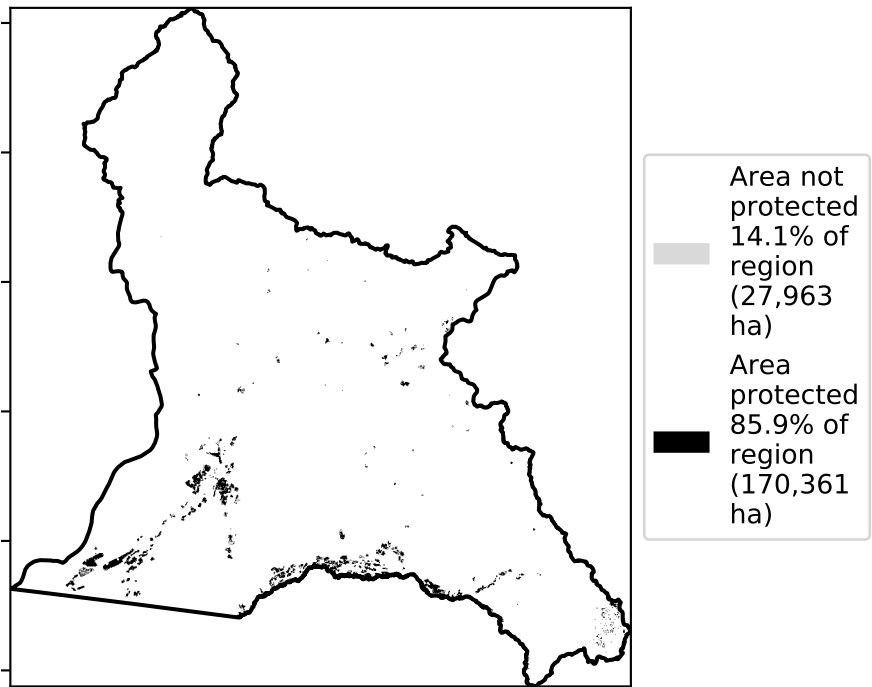 Area not
protected
14.1% of
region
(27,963
ha)
Area
protected
85.9% of
region
(170,361
ha)